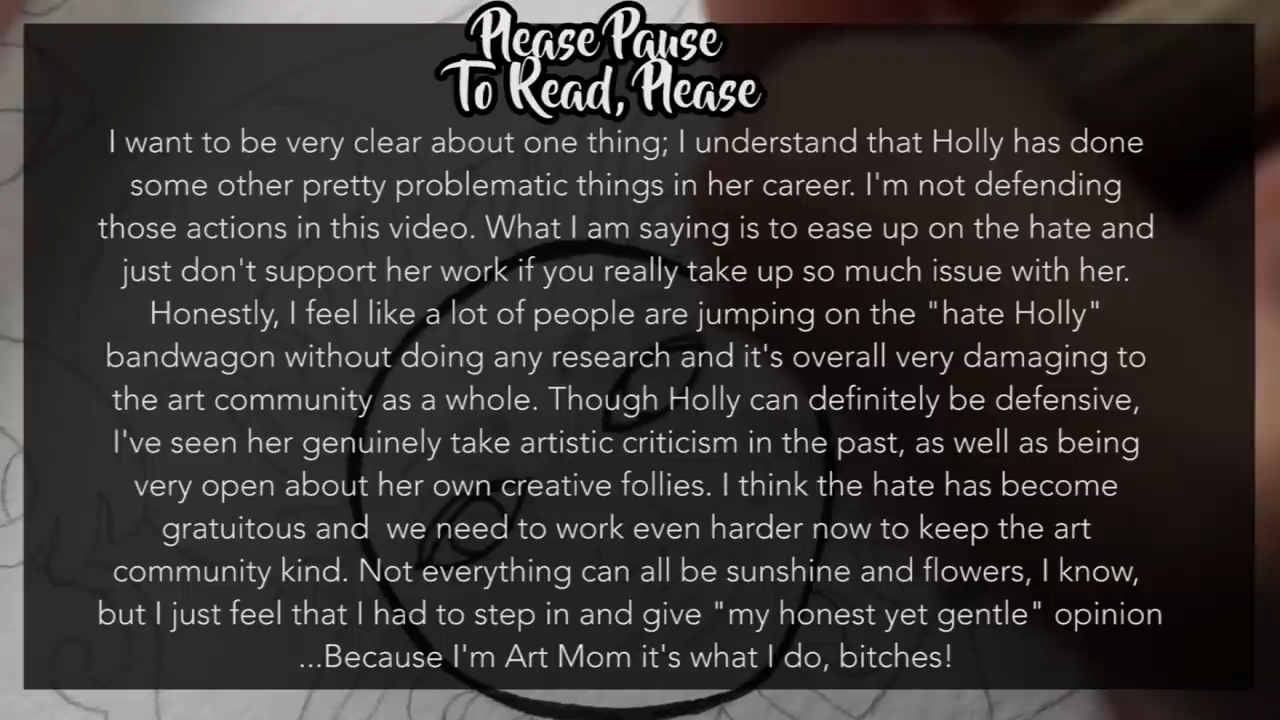 Please Pause
To Read, Please
I want to be very clear about one thing; I understand that Holly has done
some other pretty problematic things in her career. I'm not defending
those actions in this video. What I am saying is to ease up on the hate and
just don't support her work if you really take up so much issue with her.
Honestly, I feel like a lot of people are jumping on the "hate Holly"
bandwagon without doing any research and it's overall very damaging to
the art community as a whole. Though Holly can definitely be defensive,
I've seen her genuinely take artistic criticism in the past, as well as being
very open about her own creative follies. I think the hate has become
gratuitous and  we need to work even harder now to keep the art
community kind. Not everything can all be sunshine and flowers, I know,
but I just feel that I had to step in and give "my honest yet gentle" opinion
...Because I'm Art Mom it's what I do, bitches!